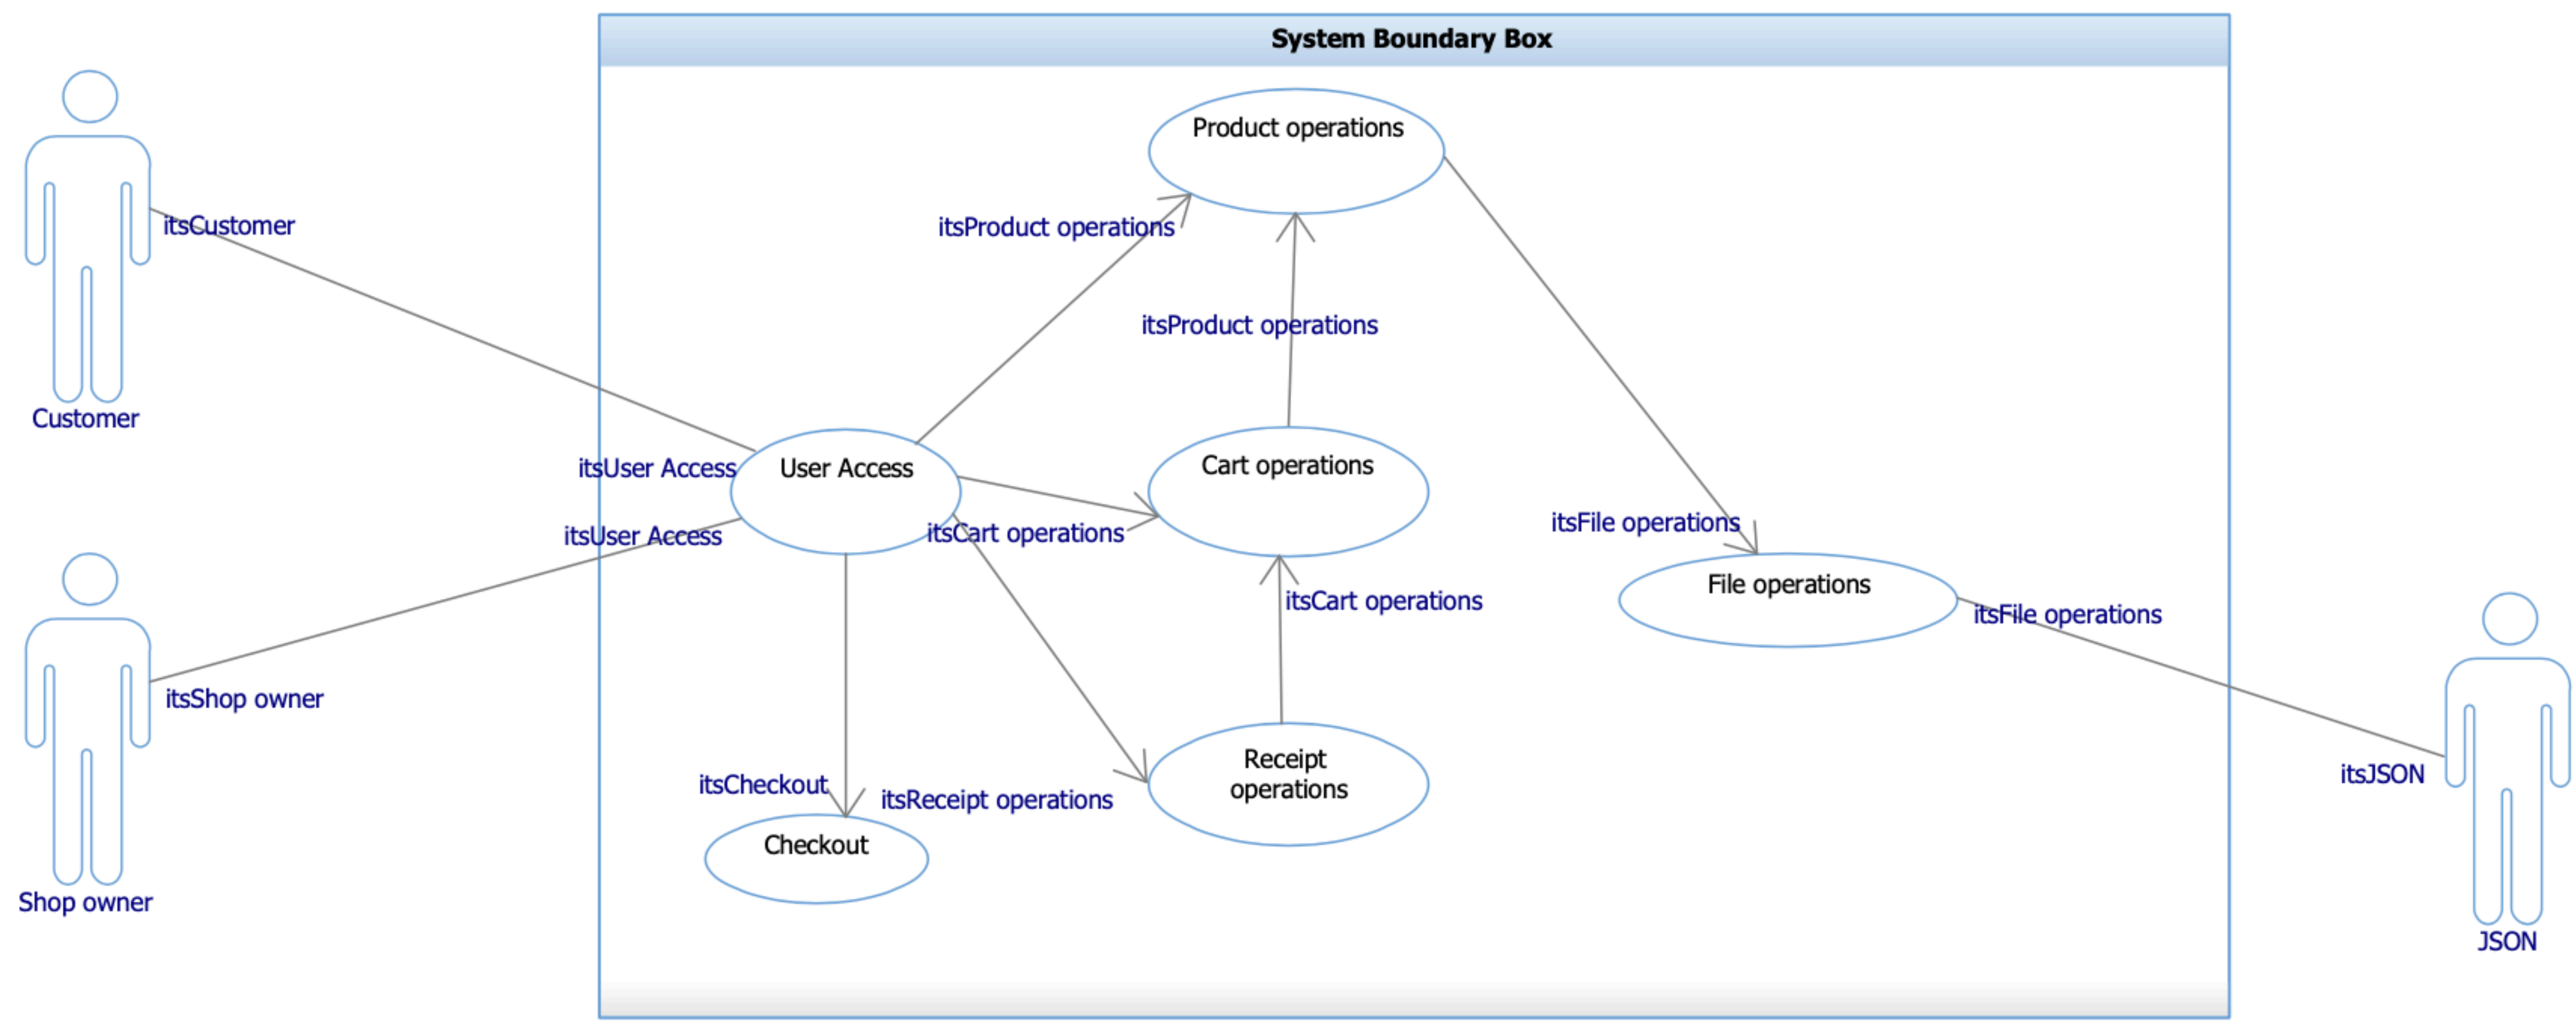 System Boundary Box
Product operations
itsCustomer
itsProduct operations
itsProduct operations
Customer
itsUser Access
User Access
Cart operations
itsUser Access
itsCart operations
itsFile operations
File operations
itsCart operations
itsFile operations
itsShop owner
Receipt
operations
itsCheckout
itsReceipt operations
itsJSON
Checkout
Shop owner
JSON